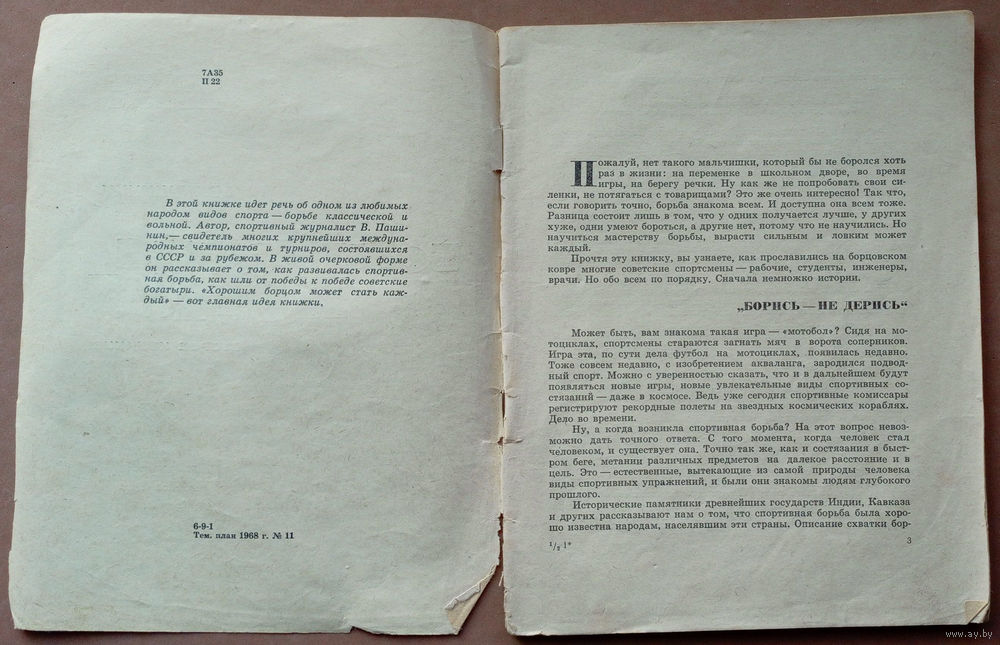 7А35
П 22
В этой книжке идет речь об одном из любимых
народом видов спорта — борьбе классической и
вольной. Автор, спортивный журналист В. Паши-
нин,— свидетель многих крупнейших междуна-
родных чемпионатов и турниров, состоявшихся
в СССР и за рубежом. В живой очерковой форме
он рассказывает о том, как развивалась спортив-
ная борьба, как шли от победы к победе советские
богатыри. «Хорошим борцом может стать каж-
дый» — вот главная идея книжки.
6-9-1
Тем. план 1968 г. № 11
Пожалуй, нет такого мальчишки, который бы не боролся хоть
раз в жизни: на переменке в школьном дворе, во время
игры, на берегу речки. Ну как же не попробовать свои си-
ленки, не потягаться с товарищами? Это же очень интересно! Так что,
если говорить точно, борьба знакома всем. И доступна она всем тоже.
Разница состоит лишь в том, что у одних получается лучше, у других
хуже, одни умеют бороться, а другие нет, потому что не научились. Но
научиться мастерству борьбы, вырасти сильным и ловким может
каждый.
Прочтя эту книжку, вы узнаете, как прославились на борцовском
ковре многие советские спортсмены — рабочие, студенты, инженеры,
врачи. Но обо всем по порядку. Сначала немножко истории.
„БОРИСЬ — НЕ ДЕРИСЬ“
Может быть, вам знакома такая игра — «мотобол»? Сидя на мо-
тоциклах, спортсмены стараются загнать мяч в ворота соперников.
Игра эта, по сути дела футбол на мотоциклах, появилась недавно.
Тоже совсем недавно, с изобретением акваланга, зародился подвод-
ный спорт. Можно с уверенностью сказать, что и в дальнейшем будут
появляться новые игры, новые увлекательные виды спортивных со-
стязаний — даже в космосе. Ведь уже сегодня спортивные комиссары
регистрируют рекордные полеты на звездных космических кораблях.
Дело во времени.
Ну, а когда возникла спортивная борьба? На этот вопрос невоз-
можно дать точного ответа. С того момента, когда человек стал
человеком, и существует она. Точно так же, как и состязания в быст-
ром беге, метании различных предметов на далекое расстояние и в
цель. Это — естественные, вытекающие из самой природы человека
виды спортивных упражнений, и были они знакомы людям глубокого
прошлого.
Исторические памятники древнейших государств Индии, Кавказа
и других рассказывают нам о том, что спортивная борьба была хоро-
шо известна народам, населявшим эти страны. Описание схватки бор-
1/2 1*
3
www.ay.by